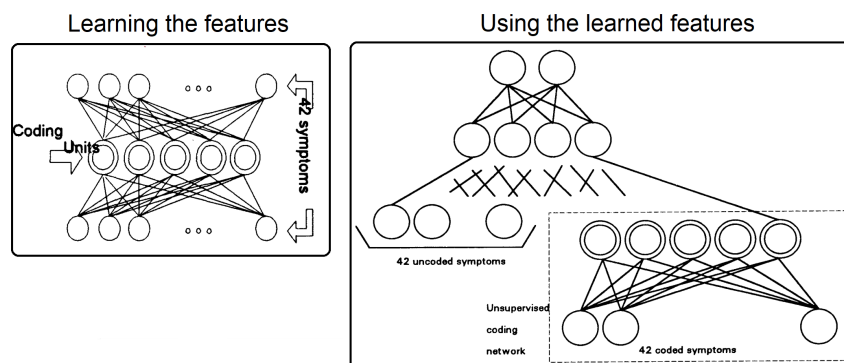 Learning the features
Using the learned features
Coding
Units
42 symptoms
42 uncoded symptoms
Unsupervised
coding
network
42 coded symptoms